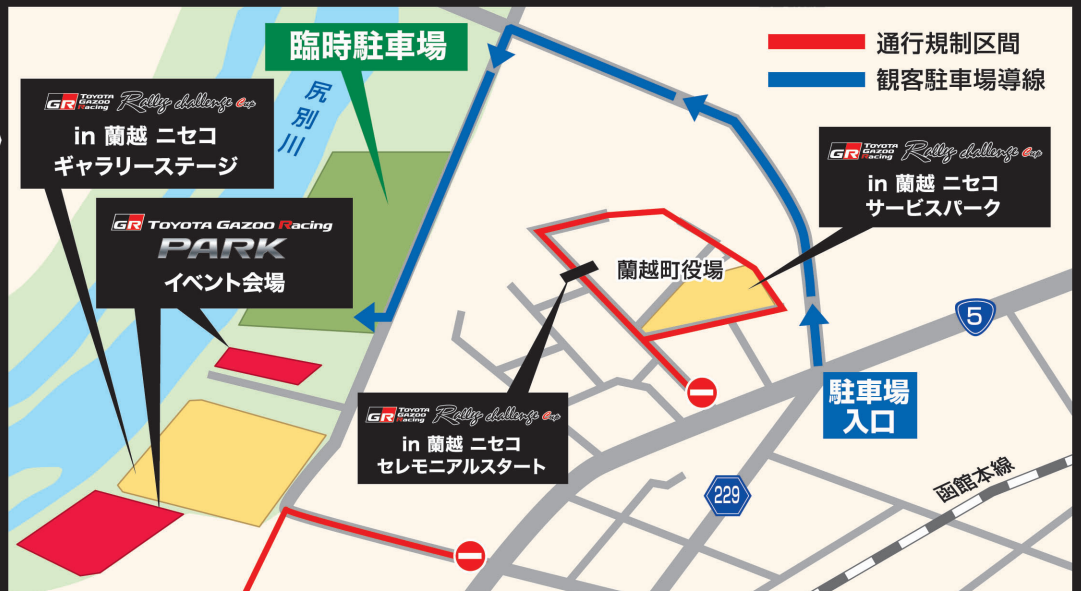 臨時駐車場
通行規制区間
観客駐車場導線
尻別川
GR TOYOTA GAZOO Racing Rally challenge Cup
in 蘭越 ニセコ
ギャラリーステージ
GR TOYOTA GAZOO Racing Rally challenge Cup
in 蘭越 ニセコ
サービスパーク
GR TOYOTA GAZOO Racing
PARK
イベント会場
蘭越町役場
5
駐車場
入口
GR TOYOTA GAZOO Racing Rally challenge Cup
in 蘭越 ニセコ
セレモニアルスタート
229
函館本線